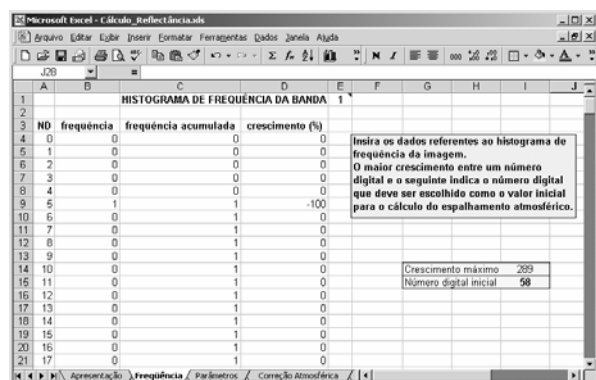 Microsoft Excel - Cálculo_Reflectância.xls
Arquivo Editar Exibir Inserir Formatar Ferramentas Dados Janela Ajuda
N I
J28 =
A B C D E F G H I J
1 HISTOGRAMA DE FREQUÊNCIA DA BANDA 1
2
3 ND freqüência freqüência acumulada crescimento (%)
4 0 0 0 0
5 1 0 0 0
6 2 0 0 0
7 3 0 0 0
8 4 0 0 0
9 5 1 1 -100
10 6 0 1 0
11 7 0 1 0
12 8 0 1 0
13 9 0 1 0
14 10 0 1 0
15 11 0 1 0
16 12 0 1 0
17 13 0 1 0
18 14 0 1 0
19 15 0 1 0
20 16 0 1 0
21 17 0 1 0
Insira os dados referentes ao histograma de
freqüência da imagem.
O maior crescimento entre um número
digital e o seguinte indica o número digital
que deve ser escolhido como o valor inicial
para o cálculo do espalhamento atmosférico.
Crescimento máximo 289
Número digital inicial 58
Apresentação Freqüência Parâmetros Correção Atmosférica